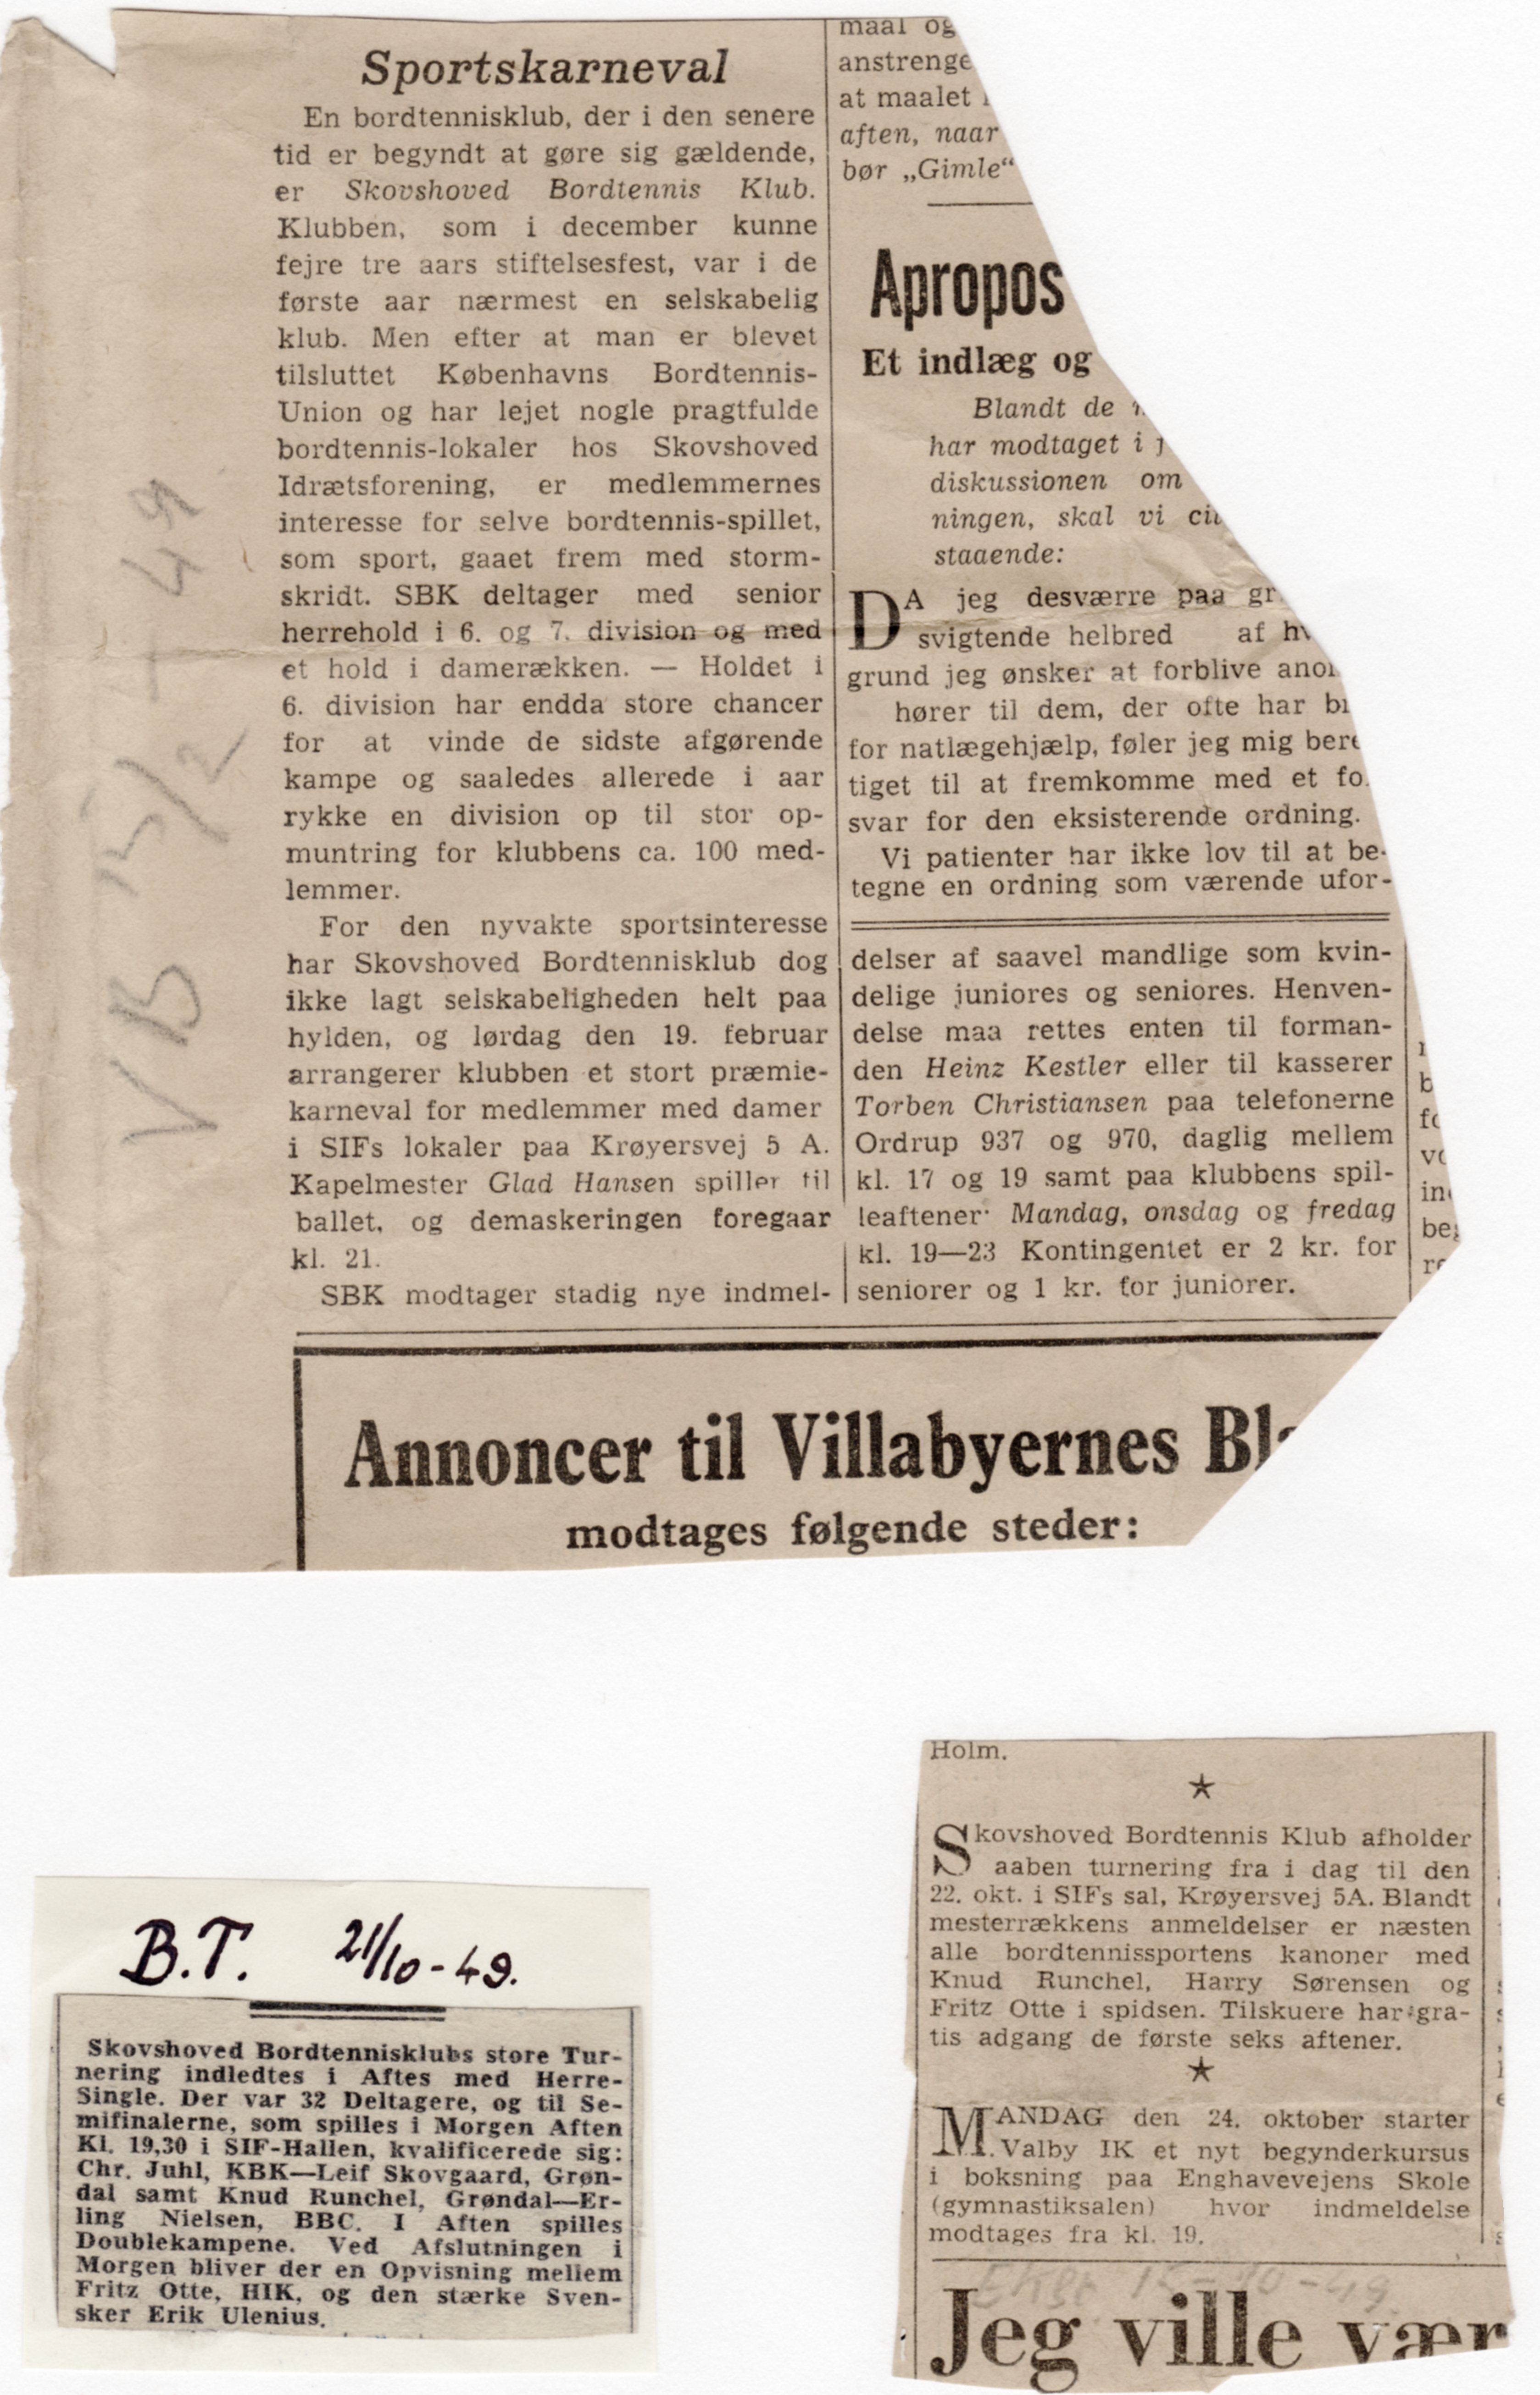 Sportskarneval
En bordtennisklub, der i den senere
tid er begyndt at gøre sig gældende,
er Skovshoved Bordtennis Klub.
Klubben, som i december kunne
fejre tre aars stiftelsesfest, var i de
første aar nærmest en selskabelig
klub. Men efter at man er blevet
tilsluttet Københavns Bordtennis-
Union og har lejet nogle pragtfulde
bordtennis-lokaler hos Skovshoved
Idrætsforening, er medlemmernes
interesse for selve bordtennis-spillet,
som sport, gaaet frem med storm-
skridt. SBK deltager med senior
herrehold i 6. og 7. division og med
et hold i damerækken. — Holdet i
6. division har endda store chancer
for at vinde de sidste afgørende
kampe og saaledes allerede i aar
rykke en division op til stor op-
muntring for klubbens ca. 100 med-
lemmer.
For den nyvakte sportsinteresse
har Skovshoved Bordtennisklub dog
ikke lagt selskabeligheden helt paa
hylden, og lørdag den 19. februar
arrangerer klubben et stort præmie-
karneval for medlemmer med damer
i SIFs lokaler paa Krøyersvej 5 A.
Kapelmester Glad Hansen spiller til
ballet, og demaskeringen foregaar
kl. 21.
SBK modtager stadig nye indmel-
delser af saavel mandlige som kvin-
delige juniores og seniores. Henven-
delse maa rettes enten til forman-
den Heinz Kestler eller til kasserer
Torben Christiansen paa telefonerne
Ordrup 937 og 970, daglig mellem
kl. 17 og 19 samt paa klubbens spil-
leaftener: Mandag, onsdag og fredag
kl. 19—23 Kontingentet er 2 kr. for
seniorer og 1 kr. for juniorer.
maal og
anstrenge
at maalet
aften, naar
bør „Gimle“
Apropos
Et indlæg og
Blandt de
har modtaget i
diskussionen om
ningen, skal vi
staaende:
DA jeg desværre paa
svigtende helbred af
grund jeg ønsker at forblive
hører til dem, der ofte har
for natlægehjælp, føler jeg mig
tiget til at fremkomme med et
svar for den eksisterende ordning.
Vi patienter har ikke lov til at be-
tegne en ordning som værende ufor-
Annoncer til Villabyernes
modtages følgende steder:
VB 15/2-49
B.T. 21/10-49.
Skovshoved Bordtennisklubs store Tur-
nering indledtes i Aftes med Herre-
Single. Der var 32 Deltagere, og til Se-
mifinalerne, som spilles i Morgen Aften
Kl. 19,30 i SIF-Hallen, kvalificerede sig:
Chr. Juhl, KBK—Leif Skovgaard, Grøn-
dal samt Knud Runchel, Grøndal—Er-
ling Nielsen, BBC. I Aften spilles
Doublekampene. Ved Afslutningen i
Morgen bliver der en Opvisning mellem
Fritz Otte, HIK, og den stærke Sven-
sker Erik Ulenius.
Holm.
Skovshoved Bordtennis Klub afholder
aaben turnering fra i dag til den
22. okt. i SIFs sal, Krøyersvej 5A. Blandt
mesterrækkens anmeldelser er næsten
alle bordtennissportens kanoner med
Knud Runchel, Harry Sørensen og
Fritz Otte i spidsen. Tilskuere har gra-
tis adgang de første seks aftener.
MANDAG den 24. oktober starter
Valby IK et nyt begynderkursus
i boksning paa Enghavevejens Skole
(gymnastiksalen) hvor indmeldelse
modtages fra kl. 19.
15-10-49
Jeg ville vær